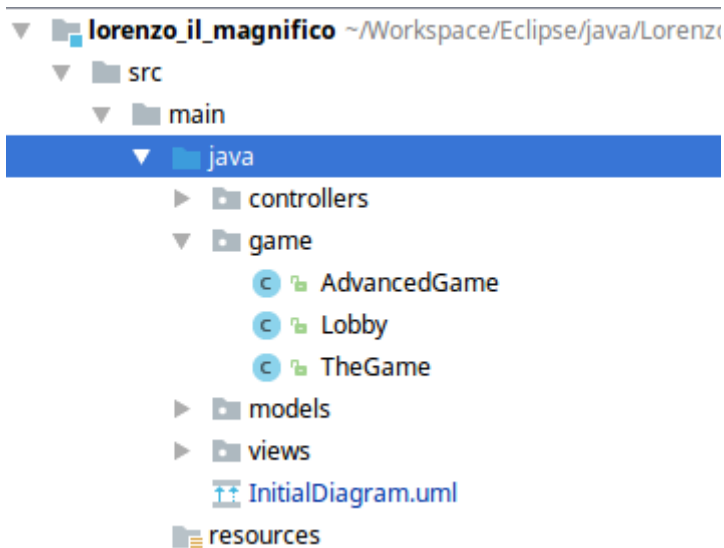 lorenzo_il_magnifico ~/Workspace/Eclipse/java/Lorenzo
src
main
java
controllers
game
C AdvancedGame
C Lobby
C TheGame
models
views
InitialDiagram.uml
resources